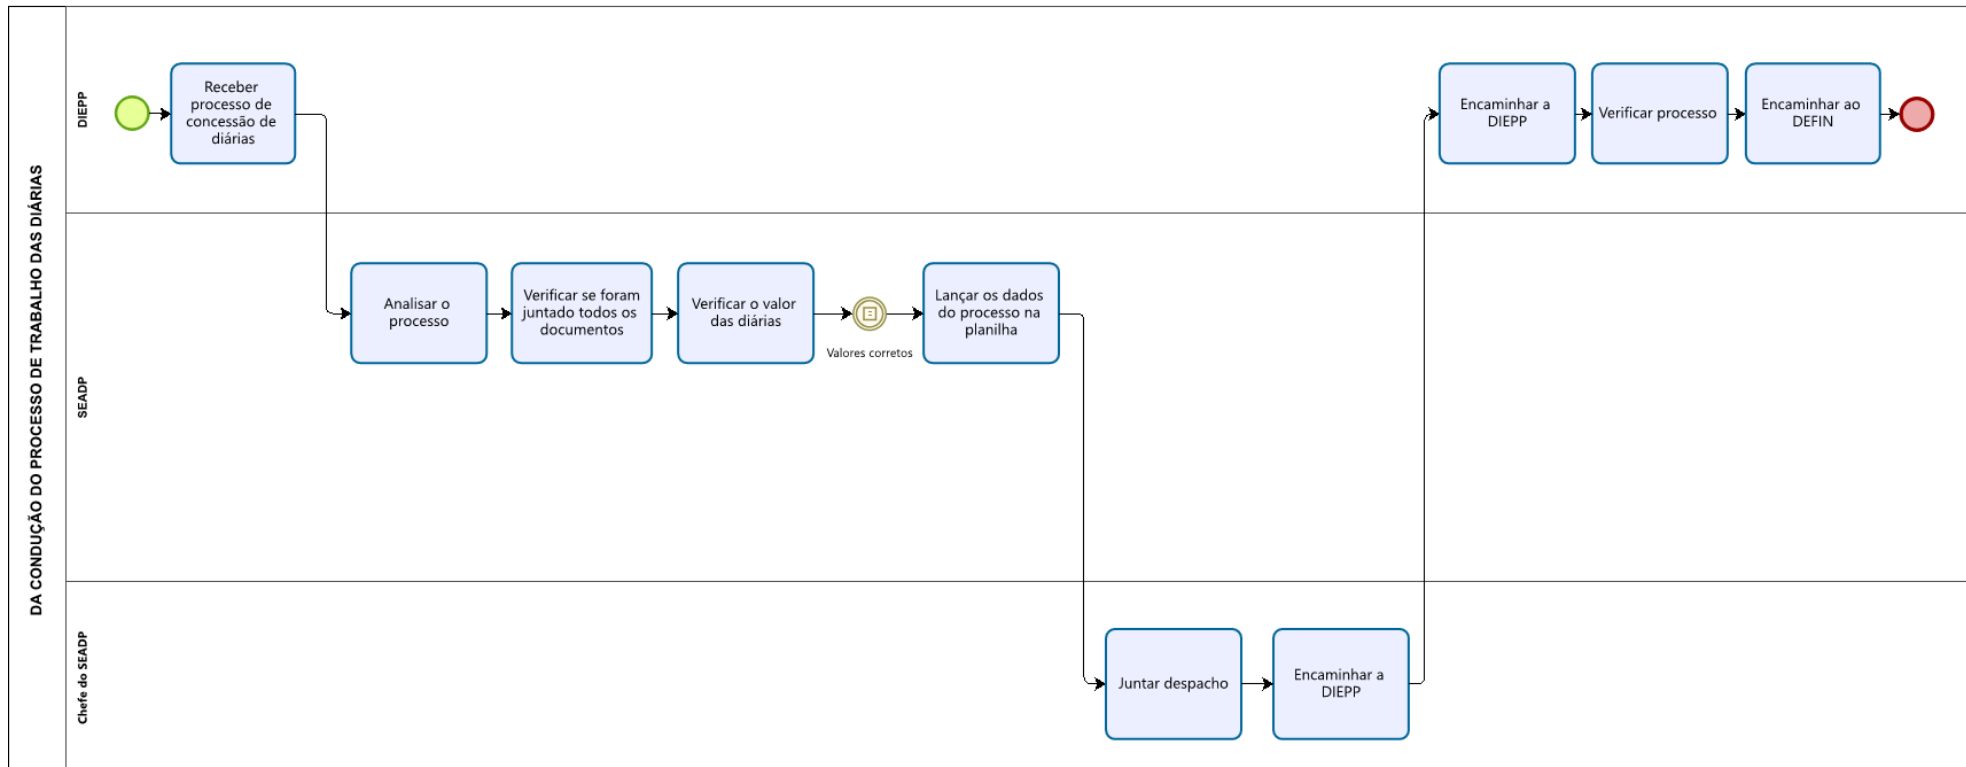 DA CONDUÇÃO DO PROCESSO DE TRABALHO DAS DIÁRIAS
DIEPP
Receber
processo de
concessão de
diárias
Encaminhar a
DIEPP
Verificar processo
Encaminhar ao
DEFIN
SEADP
Analisar o
processo
Verificar se foram
juntado todos os
documentos
Verificar o valor
das diárias
Valores corretos
Lançar os dados
do processo na
planilha
Chefe do SEADP
Juntar despacho
Encaminhar a
DIEPP